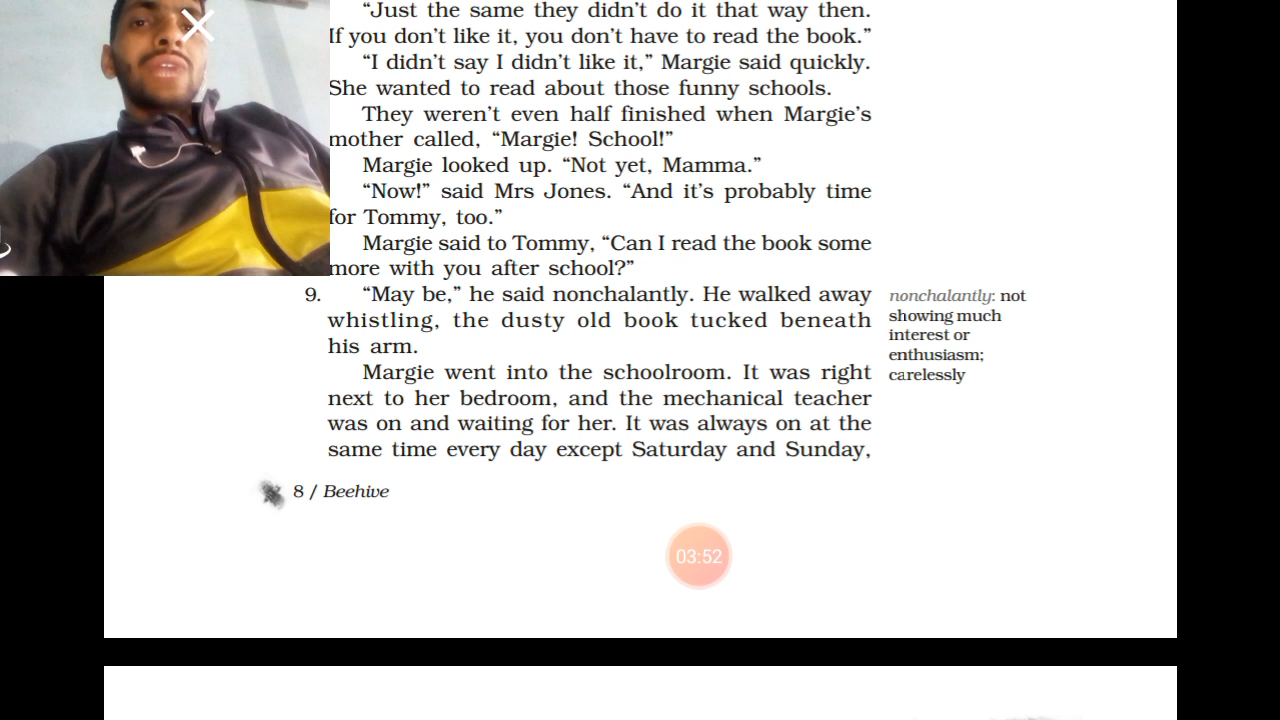 “Just the same they didn’t do it that way then.
If you don’t like it, you don’t have to read the book.”
“I didn’t say I didn’t like it,” Margie said quickly.
She wanted to read about those funny schools.
They weren’t even half finished when Margie’s
mother called, “Margie! School!”
Margie looked up. “Not yet, Mamma.”
“Now!” said Mrs Jones. “And it’s probably time
for Tommy, too.”
Margie said to Tommy, “Can I read the book some
more with you after school?”
9. “May be,” he said nonchalantly. He walked away
whistling, the dusty old book tucked beneath
his arm.
nonchalantly: not
showing much
interest or
enthusiasm;
carelessly
Margie went into the schoolroom. It was right
next to her bedroom, and the mechanical teacher
was on and waiting for her. It was always on at the
same time every day except Saturday and Sunday,
8 / Beehive
03:52